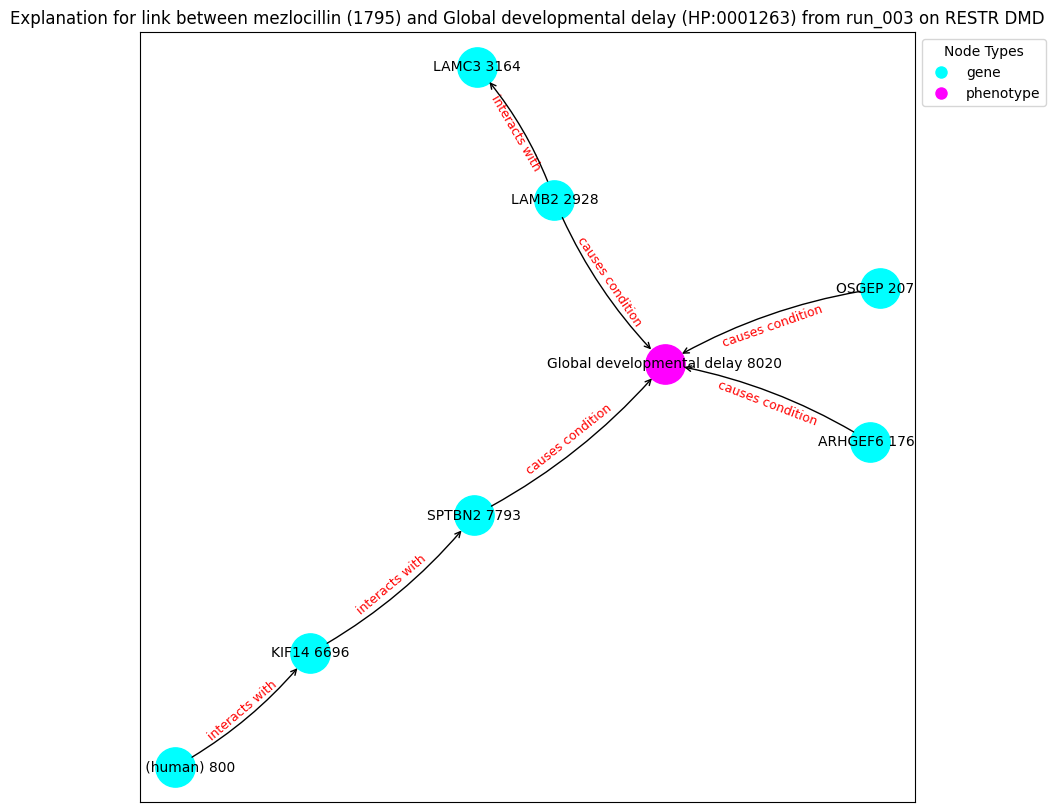 Explanation for link between mezlocillin (1795) and Global developmental delay (HP:0001263) from run_003 on RESTR DMD
Node Types
gene
phenotype
LAMC3 3164
interacts with
LAMB2 2928
causes condition
OSGEP 207
causes condition
Global developmental delay 8020
causes condition
ARHGEF6 176
causes condition
SPTBN2 7793
interacts with
KIF14 6696
interacts with
(human) 800